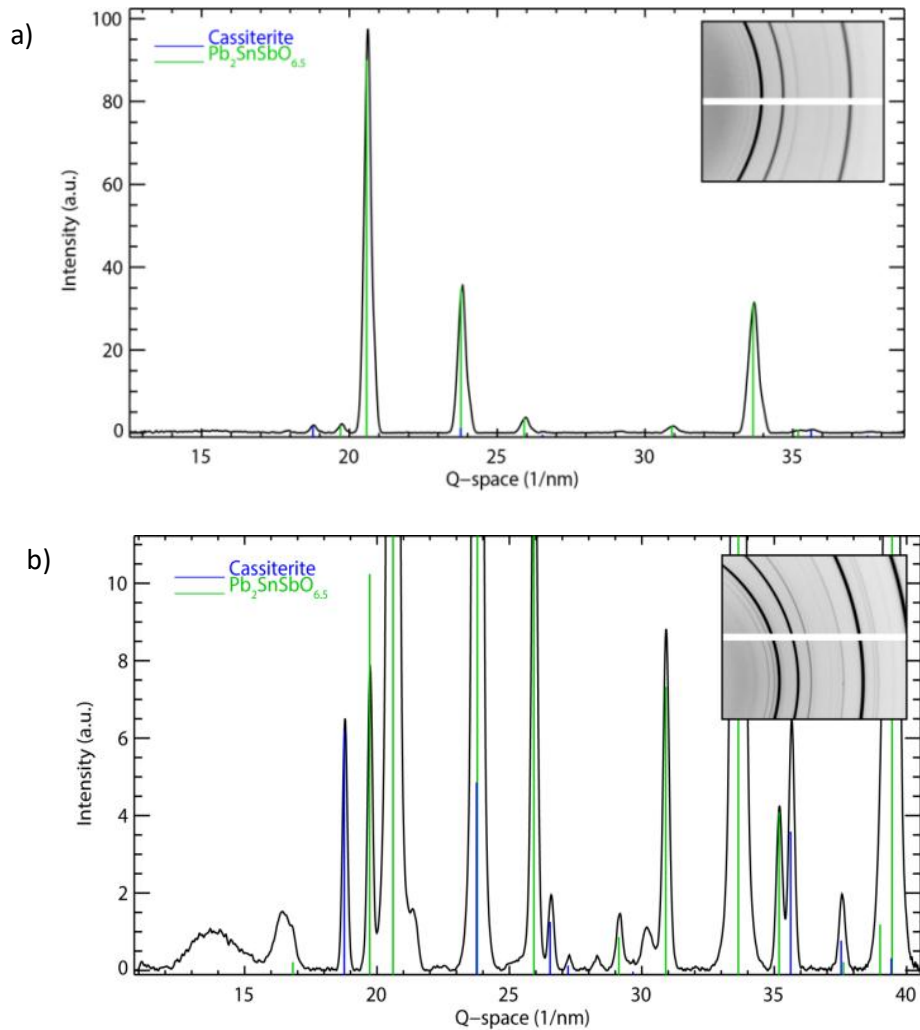 a)
Cassiterite
Pb₂SnSbO₆.₅
100
80
60
40
20
0
Intensity (a.u.)
15 20 25 30 35
Q−space (1/nm)
b)
Cassiterite
Pb₂SnSbO₆.₅
10
8
6
4
2
0
Intensity (a.u.)
15 20 25 30 35 40
Q−space (1/nm)